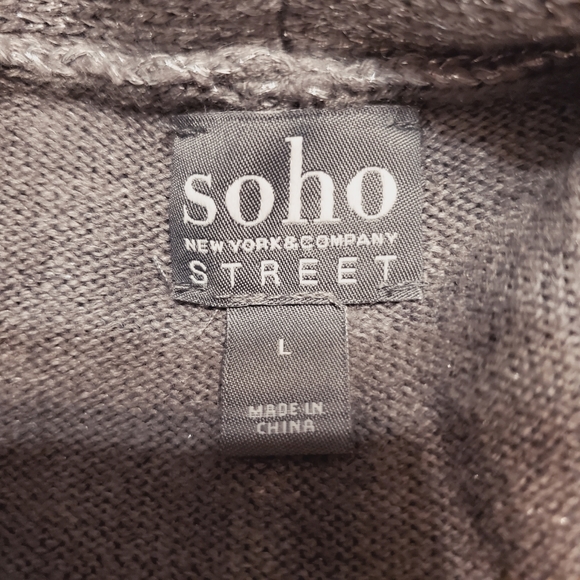 soho
NEW YORK & COMPANY
STREET
L
MADE IN
CHINA